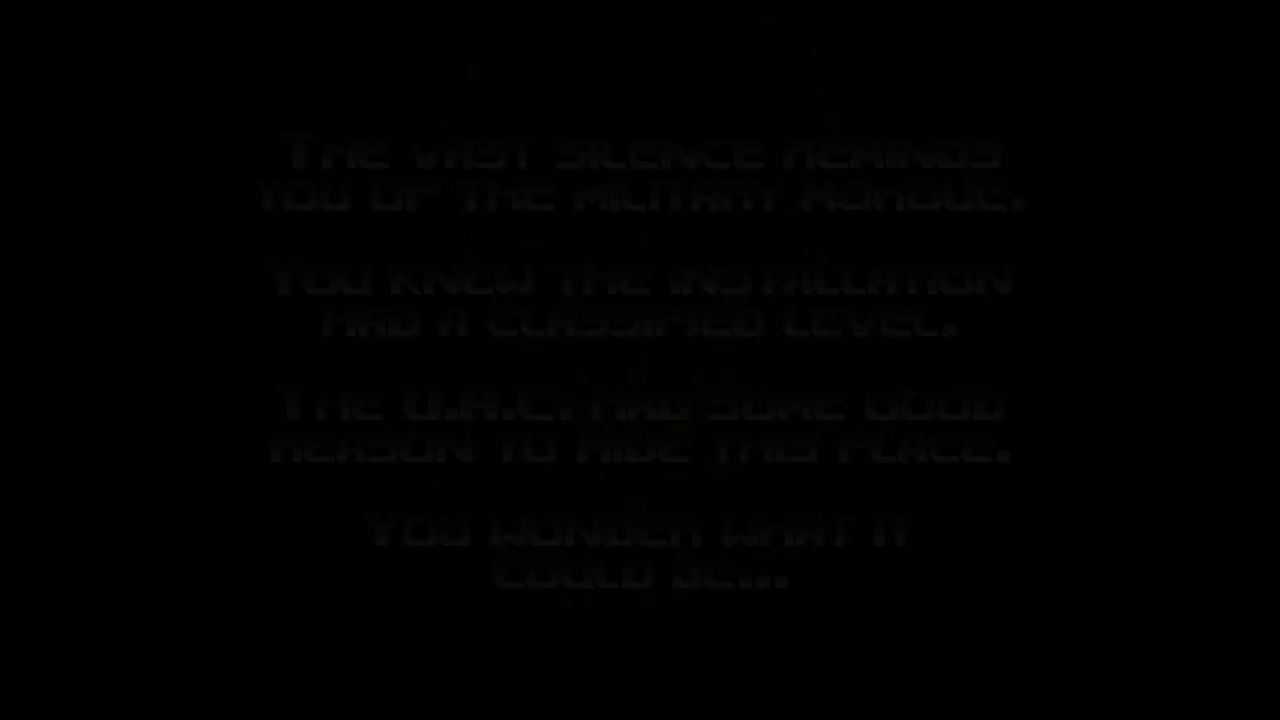 The vast silence reminds
you of the military morgue.
You knew the installation
had a classified level.
The U.A.C. had some good
reason to hide this place.
You wonder what it
could be...